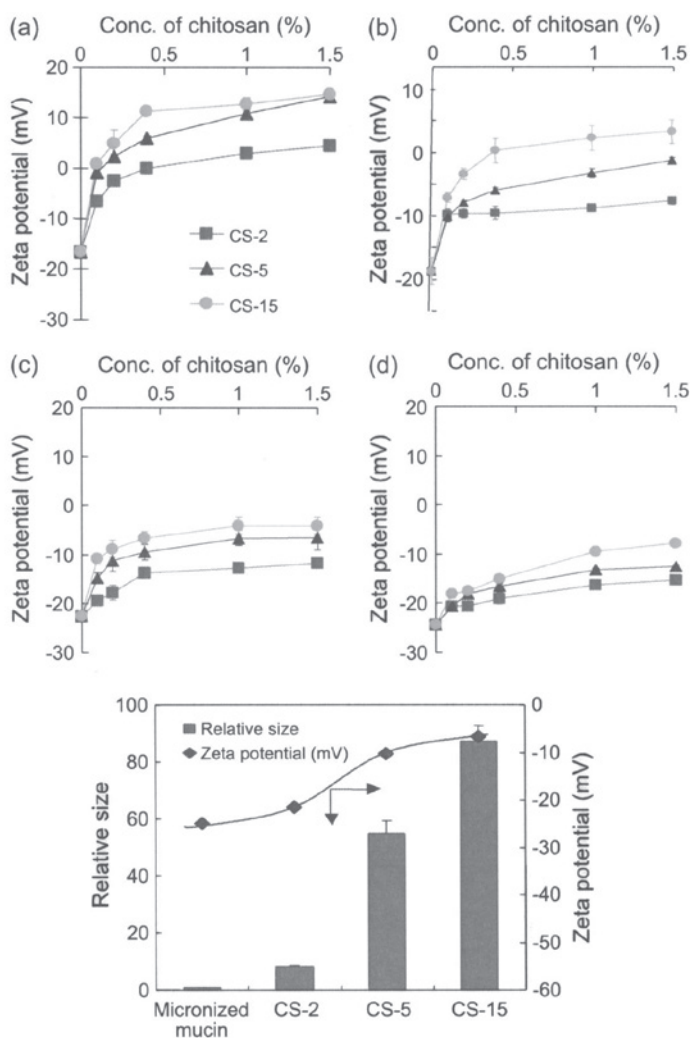 (a)
Conc. of chitosan (%)
0 0.5 1 1.5
Zeta potential (mV)
20
10
0
-10
-20
-30
CS-2
CS-5
CS-15
(b)
Conc. of chitosan (%)
0 0.5 1 1.5
Zeta potential (mV)
10
0
-10
-20
(c)
Conc. of chitosan (%)
0 0.5 1 1.5
Zeta potential (mV)
20
10
0
-10
-20
-30
(d)
Conc. of chitosan (%)
0 0.5 1 1.5
Zeta potential (mV)
20
10
0
-10
-20
-30
Relative size
100
80
60
40
20
0
Relative size
Zeta potential (mV)
0
-10
-20
-30
-40
-50
-60
Zeta potential (mV)
Micronized
mucin
CS-2
CS-5
CS-15